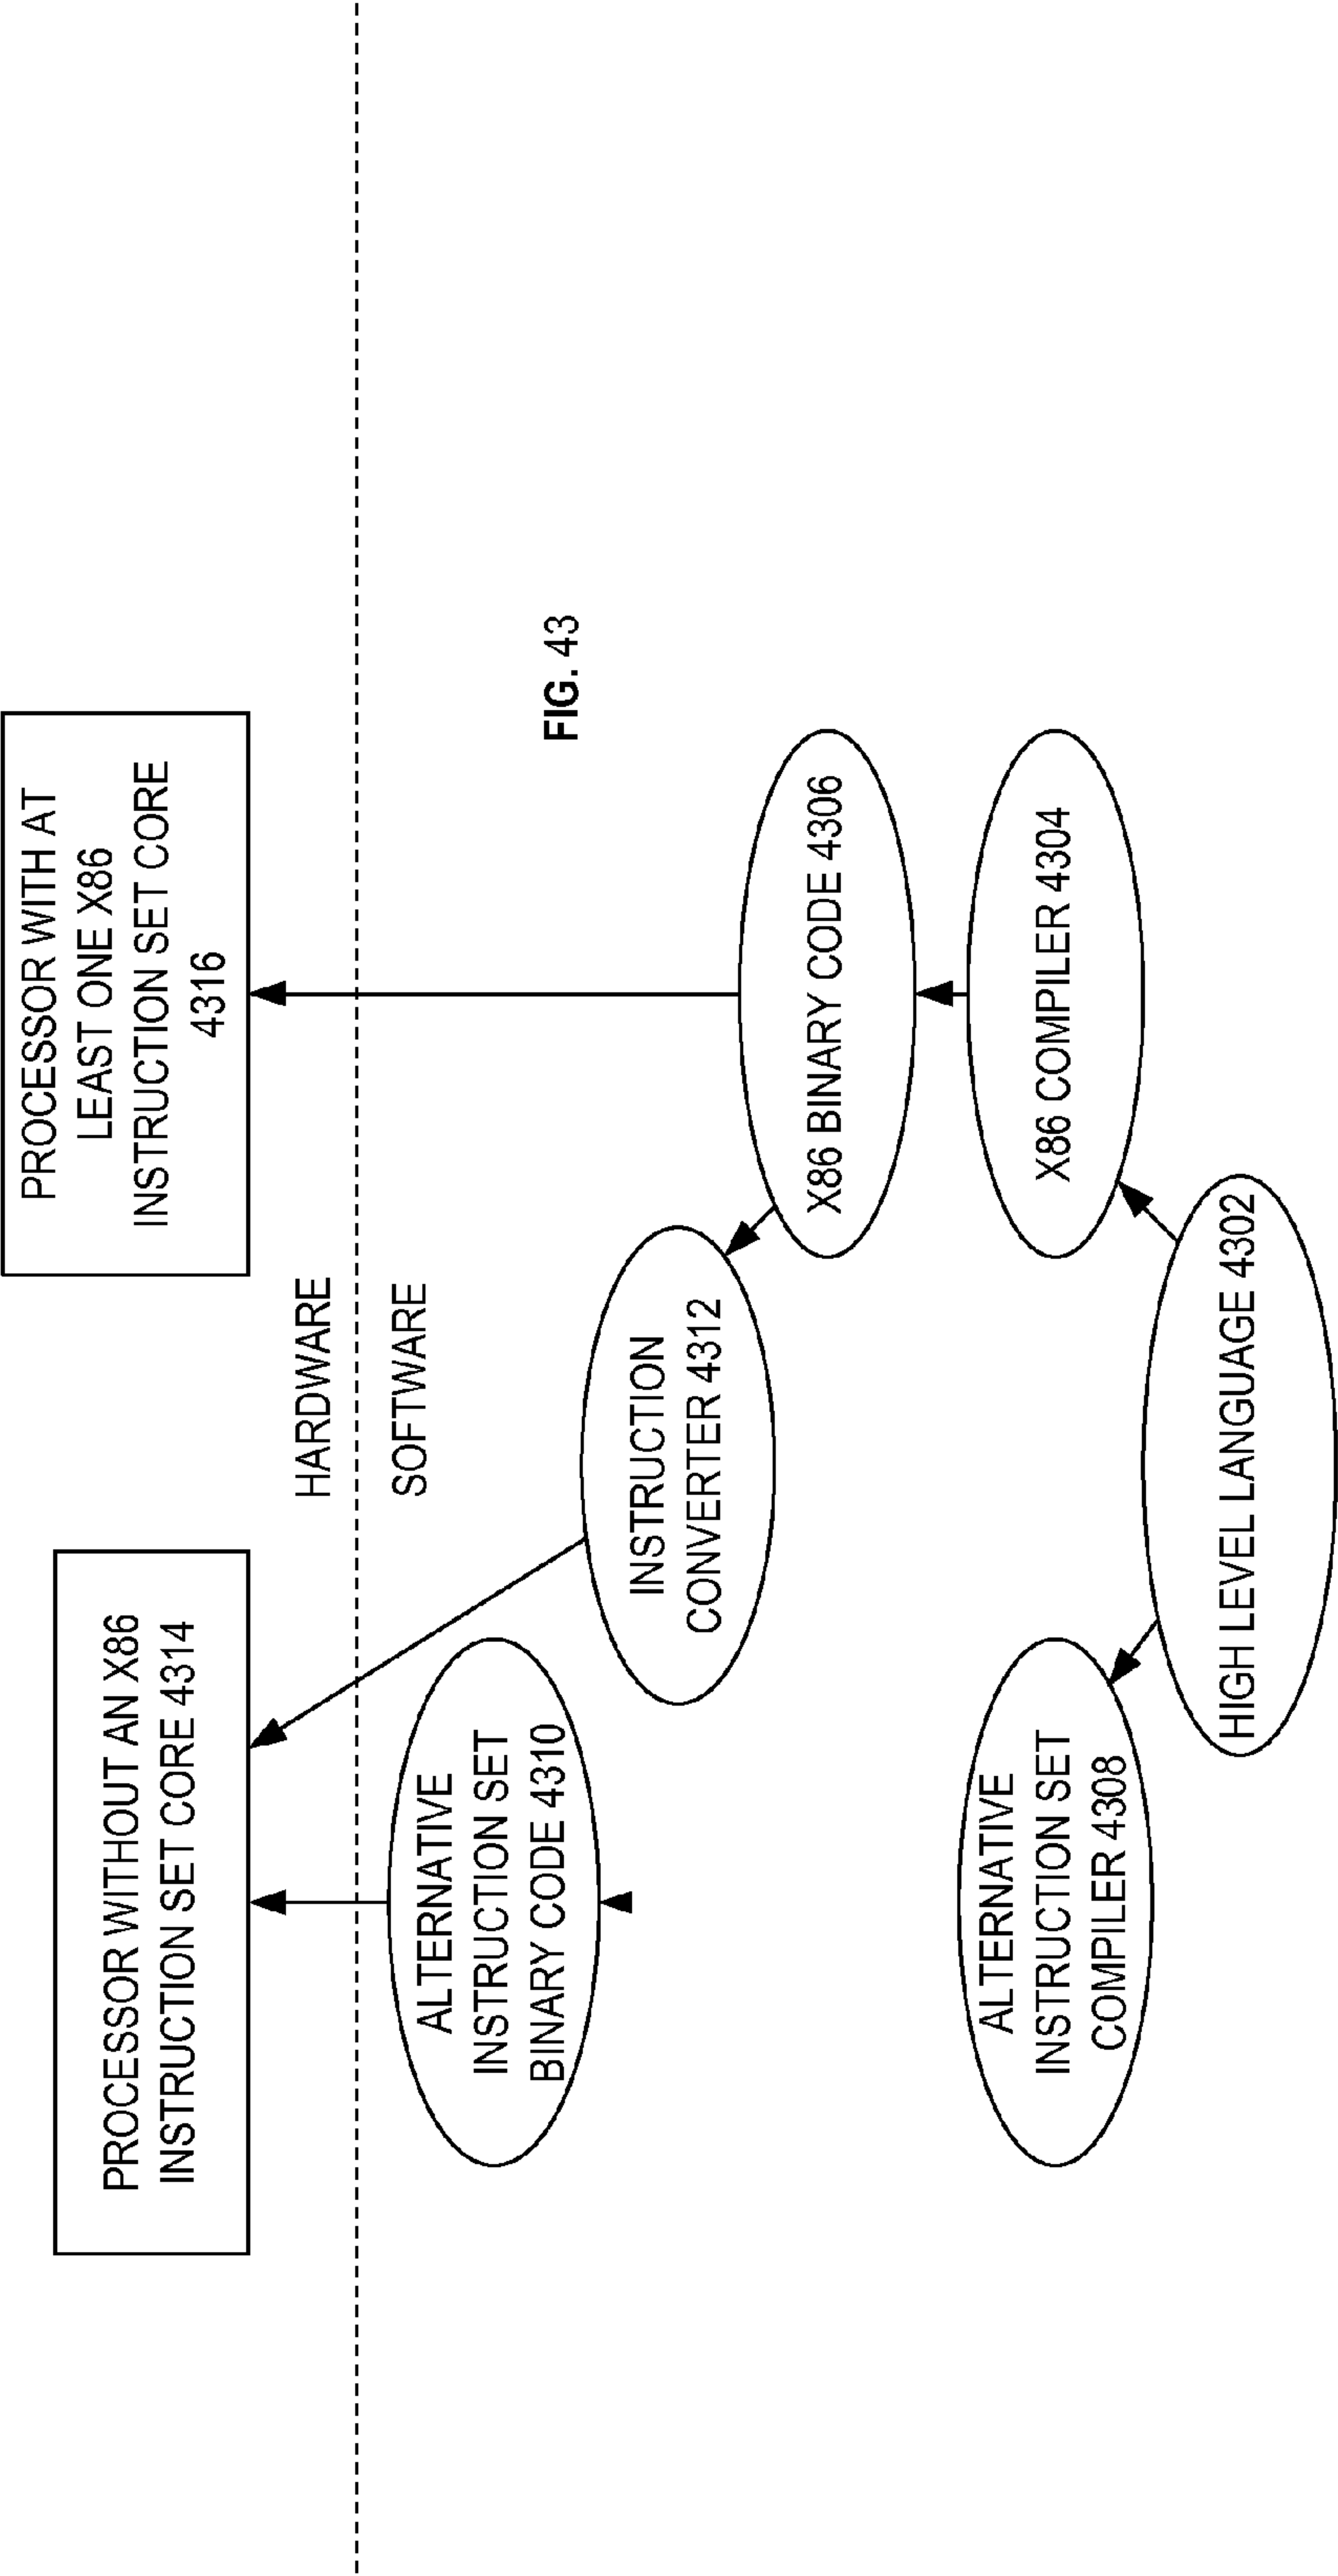 PROCESSOR WITHOUT AN X86
INSTRUCTION SET CORE 4314
PROCESSOR WITH AT
LEAST ONE X86
INSTRUCTION SET CORE
4316
HARDWARE
SOFTWARE
ALTERNATIVE
INSTRUCTION SET
BINARY CODE 4310
FIG. 43
INSTRUCTION
CONVERTER 4312
X86 BINARY CODE 4306
ALTERNATIVE
INSTRUCTION SET
COMPILER 4308
X86 COMPILER 4304
HIGH LEVEL LANGUAGE 4302